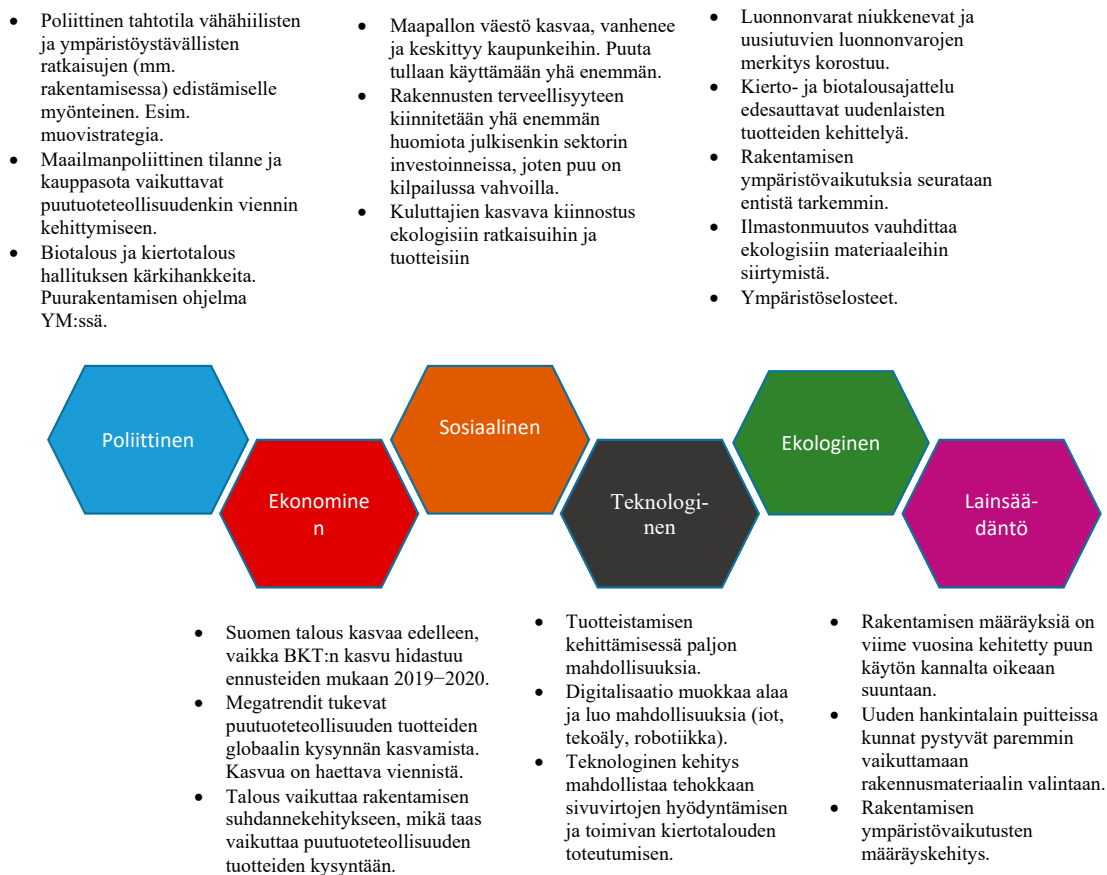 • Poliittinen tahtotila vähähiilisten
ja ympäristöystävällisten
ratkaisujen (mm.
rakentamisessa) edistämiselle
myönteinen. Esim.
muovistrategia.
• Maailmanpoliittinen tilanne ja
kauppasota vaikuttavat
puutuoteteollisuudenkin viennin
kehittymiseen.
• Biotalous ja kiertotalous
hallituksen kärkihankkeita.
Puurakentamisen ohjelma
YM:ssä.
• Maapallon väestö kasvaa, vanhenee
ja keskittyy kaupunkeihin. Puuta
tullaan käyttämään yhä enemmän.
• Rakennusten terveellisyyteen
kiinnitetään yhä enemmän
huomiota julkisenkin sektorin
investoinneissa, joten puu on
kilpailussa vahvoilla.
• Kuluttajien kasvava kiinnostus
ekologisiin ratkaisuihin ja
tuotteisiin
• Luonnonvarat niukkenevat ja
uusiutuvien luonnonvarojen
merkitys korostuu.
• Kierto- ja biotalousajattelu
edesauttavat uudenlaisten
tuotteiden kehittelyä.
• Rakentamisen
ympäristövaikutuksia seurataan
entistä tarkemmin.
• Ilmastonmuutos vauhdittaa
ekologisiin materiaaleihin
siirtymistä.
• Ympäristöselosteet.
Poliittinen
Ekonomine
n
Sosiaalinen
Teknologi-
nen
Ekologinen
Lainsää-
däntö
• Suomen talous kasvaa edelleen,
vaikka BKT:n kasvu hidastuu
ennusteiden mukaan 2019−2020.
• Megatrendit tukevat
puutuoteteollisuuden tuotteiden
globaalin kysynnän kasvamista.
Kasvua on haettava viennistä.
• Talous vaikuttaa rakentamisen
suhdannekehitykseen, mikä taas
vaikuttaa puutuoteteollisuuden
tuotteiden kysyntään.
• Tuotteistamisen
kehittämisessä paljon
mahdollisuuksia.
• Digitalisaatio muokkaa alaa
ja luo mahdollisuuksia (iot,
tekoäly, robotiikka).
• Teknologinen kehitys
mahdollistaa tehokkaan
sivuvirtojen hyödyntämisen
ja toimivan kiertotalouden
toteutumisen.
• Rakentamisen määräyksiä on
viime vuosina kehitetty puun
käytön kannalta oikeaan
suuntaan.
• Uuden hankintalain puitteissa
kunnat pystyvät paremmin
vaikuttamaan
rakennusmateriaalin valintaan.
• Rakentamisen
ympäristövaikutusten
määräyskehitys.